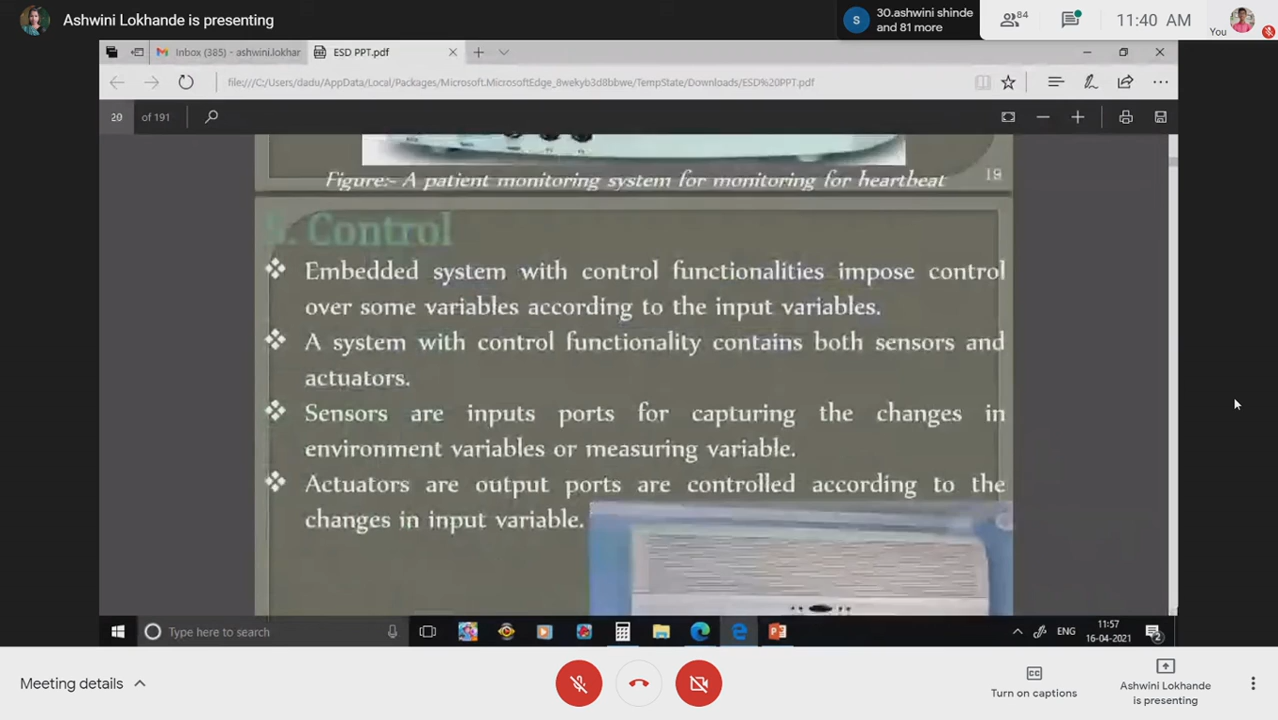 Ashwini Lokhande is presenting
S
30.ashwini shinde
and 81 more
84
11:40 AM
You
Inbox (385) - ashwini.lokhar
ESD PPT.pdf
file:///C:/Users/dadu/AppData/Local/Packages/Microsoft.MicrosoftEdge_8wekyb3d8bbwe/TempState/Downloads/ESD%20PPT.pdf
20 of 191
Figure:- A patient monitoring system for monitoring for heartbeat
19
Control
Embedded system with control functionalities impose control
over some variables according to the input variables.
A system with control functionality contains both sensors and
actuators.
Sensors are inputs ports for capturing the changes in
environment variables or measuring variable.
Actuators are output ports are controlled according to the
changes in input variable.
Type here to search
ENG
11:57
16-04-2021
2
Meeting details
CC
Turn on captions
Ashwini Lokhande
is presenting